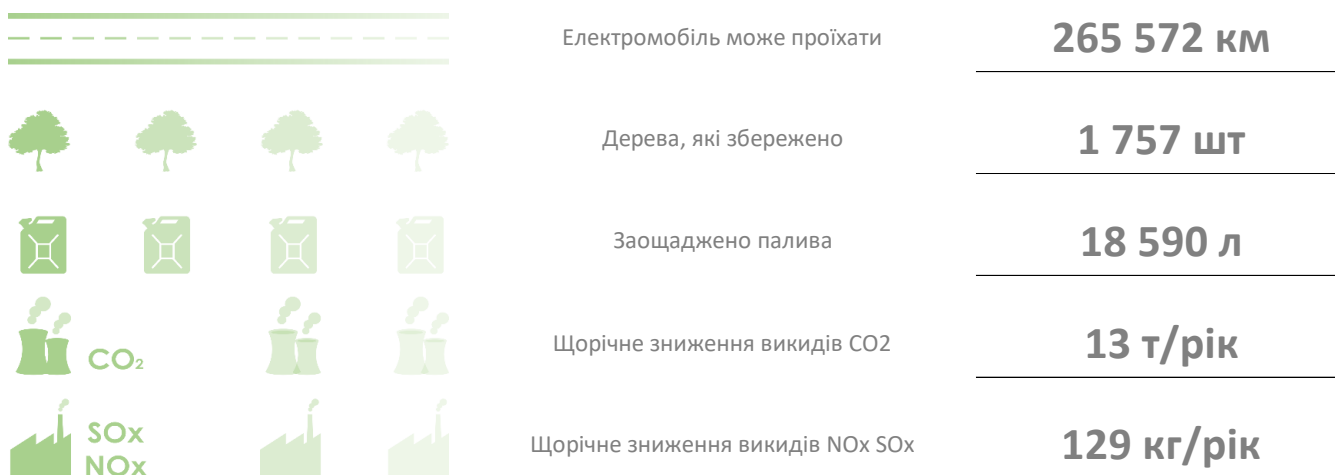 Електромобіль може проїхати 265 572 км
Дерева, які збережено 1 757 шт
Заощаджено палива 18 590 л
CO₂ Щорічне зниження викидів СО2 13 т/рік
SOx
NOx Щорічне зниження викидів NOx SOx 129 кг/рік